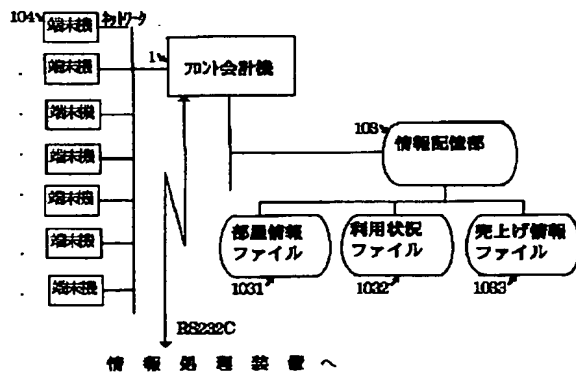 104
端末機
ネットワーク
端末機
端末機
端末機
端末機
端末機
端末機
1
フロント会計機
103
情報記憶部
部屋情報
ファイル
1031
利用状況
ファイル
1032
売上げ情報
ファイル
1033
RS232C
情報処理装置へ